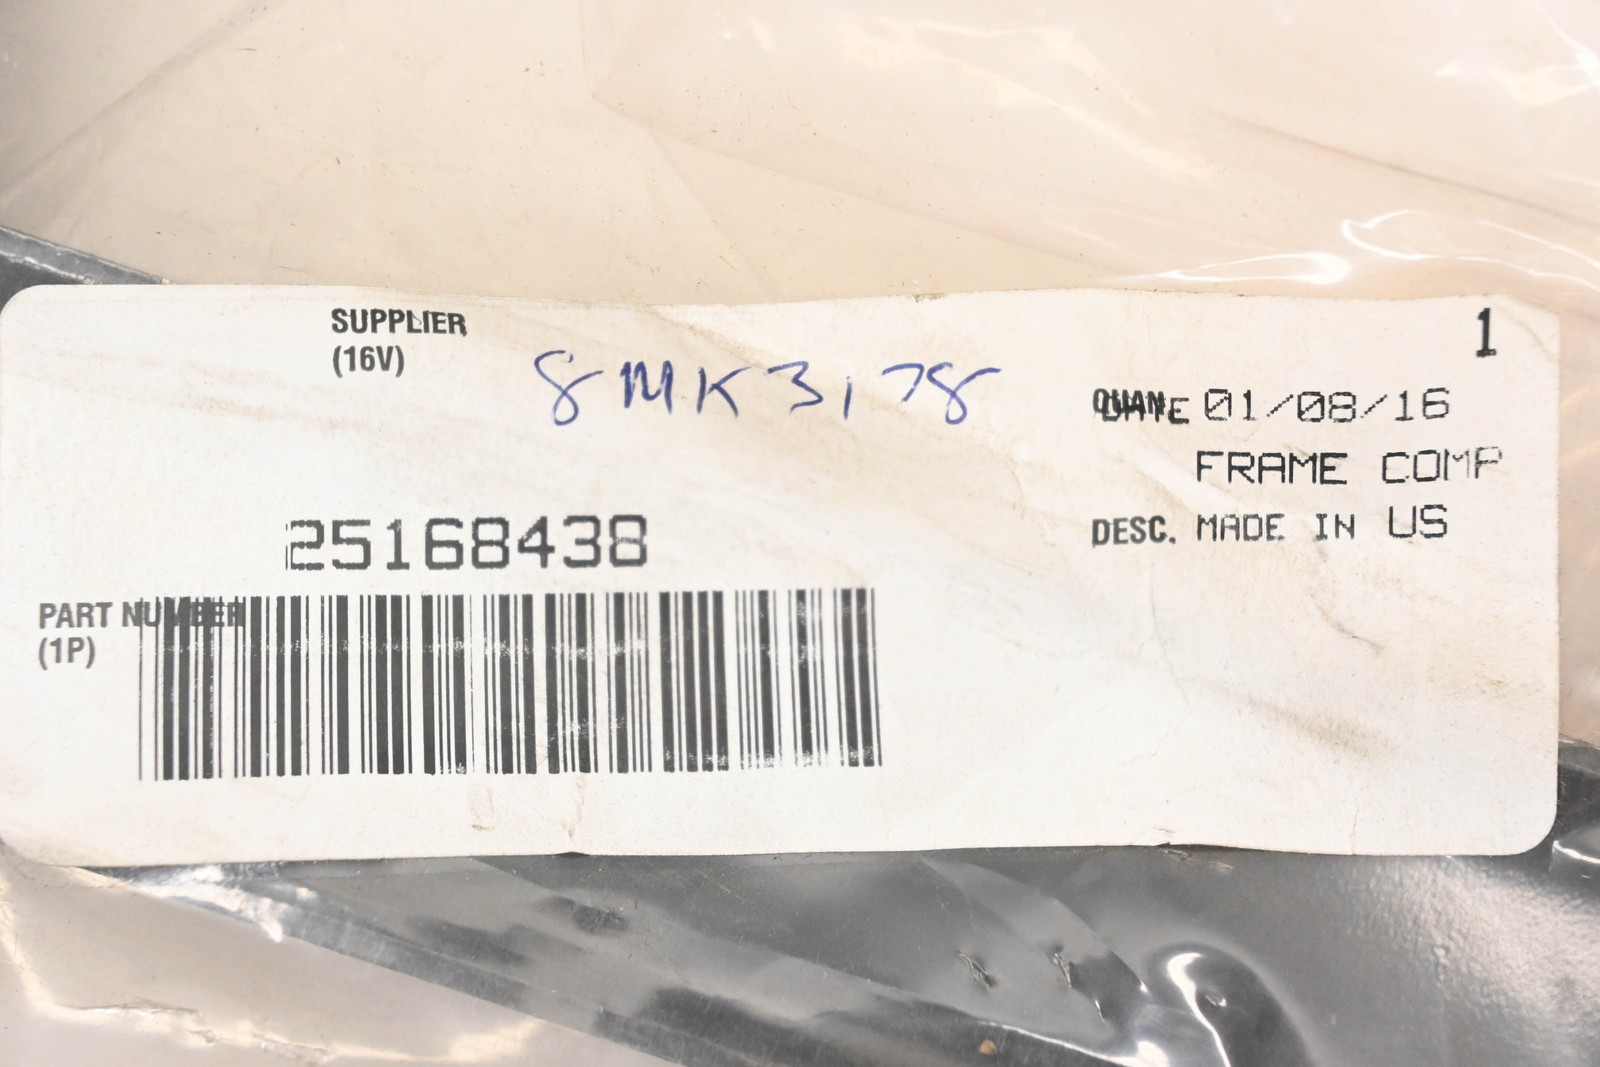 SUPPLIER
(16V)
8MK3178
1
QUAN.
DATE 01/08/16
FRAME COMP
DESC. MADE IN US
25168438
PART NUMBER
(1P)